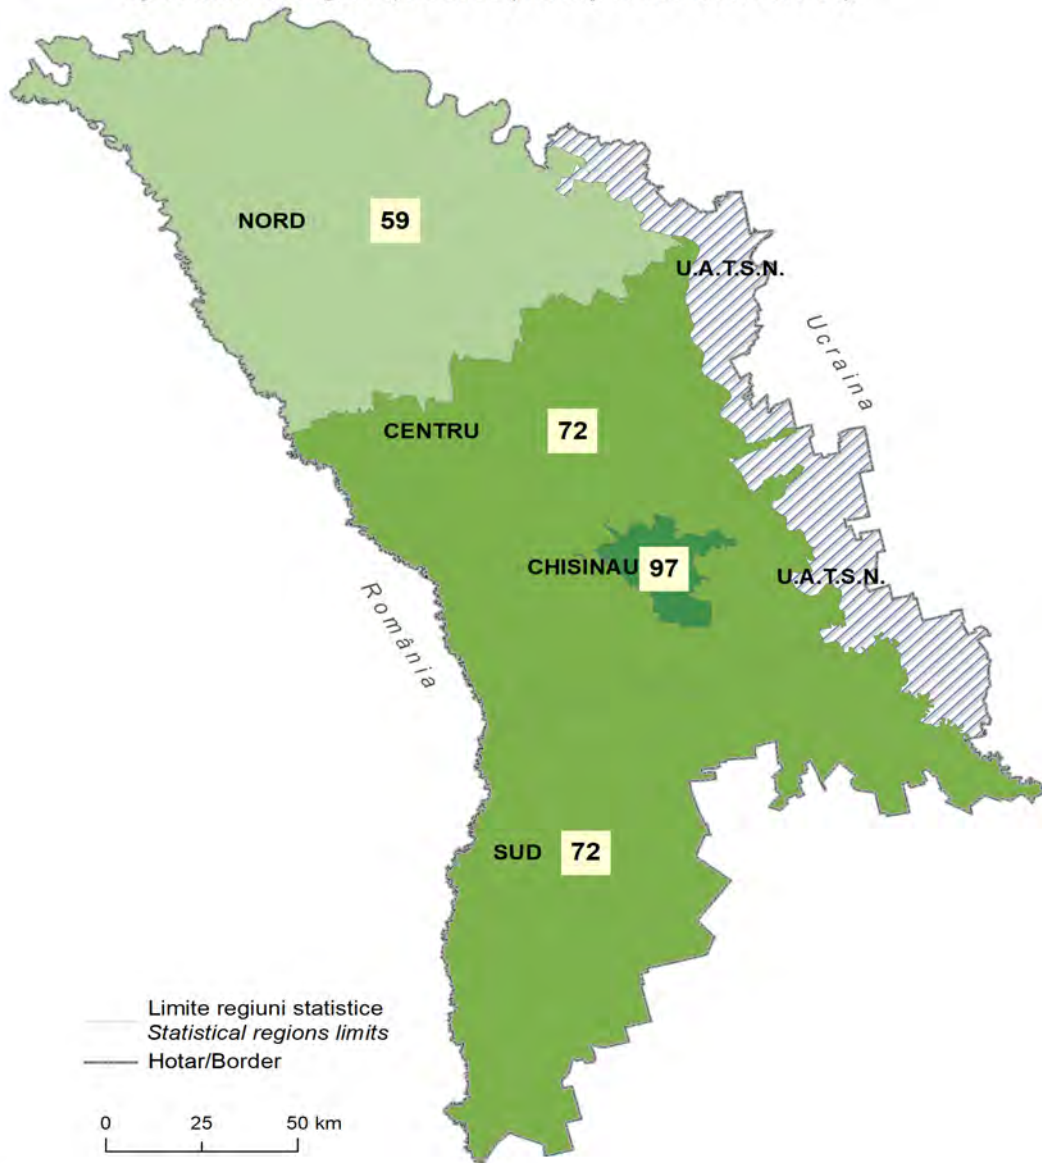 NORD 59
U.A.T.S.N.
Ucraina
CENTRU 72
CHISINAU 97
U.A.T.S.N.
România
SUD 72
Limite regiuni statistice
Statistical regions limits
Hotar/Border
0 25 50 km